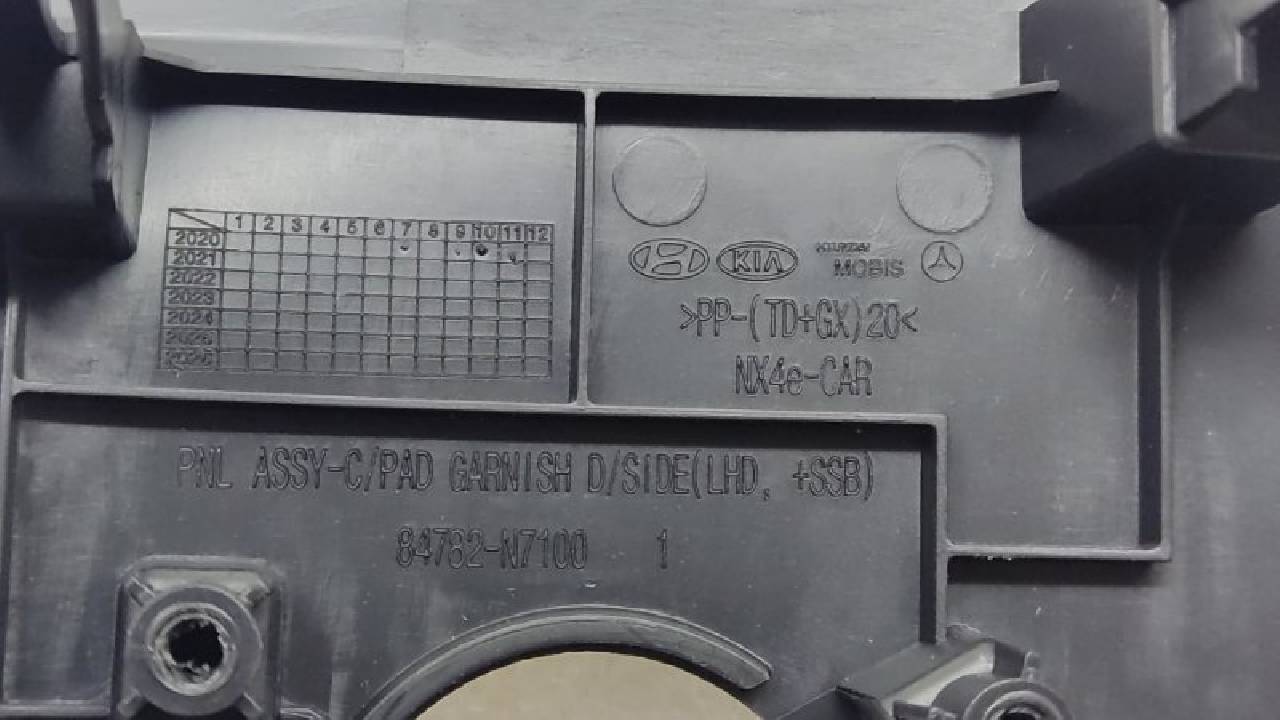 1 2 3 4 5 6 7 8 9 10 11 12
2020
2021
2022
2023
2024
2025
2026
KIA
HYUNDAI
MOBIS
>PP-(TD+GX)20<
NX4e-CAR
PNL ASSY-C/PAD GARNISH D/SIDE(LHD, +SSB)
84782-N7100 1